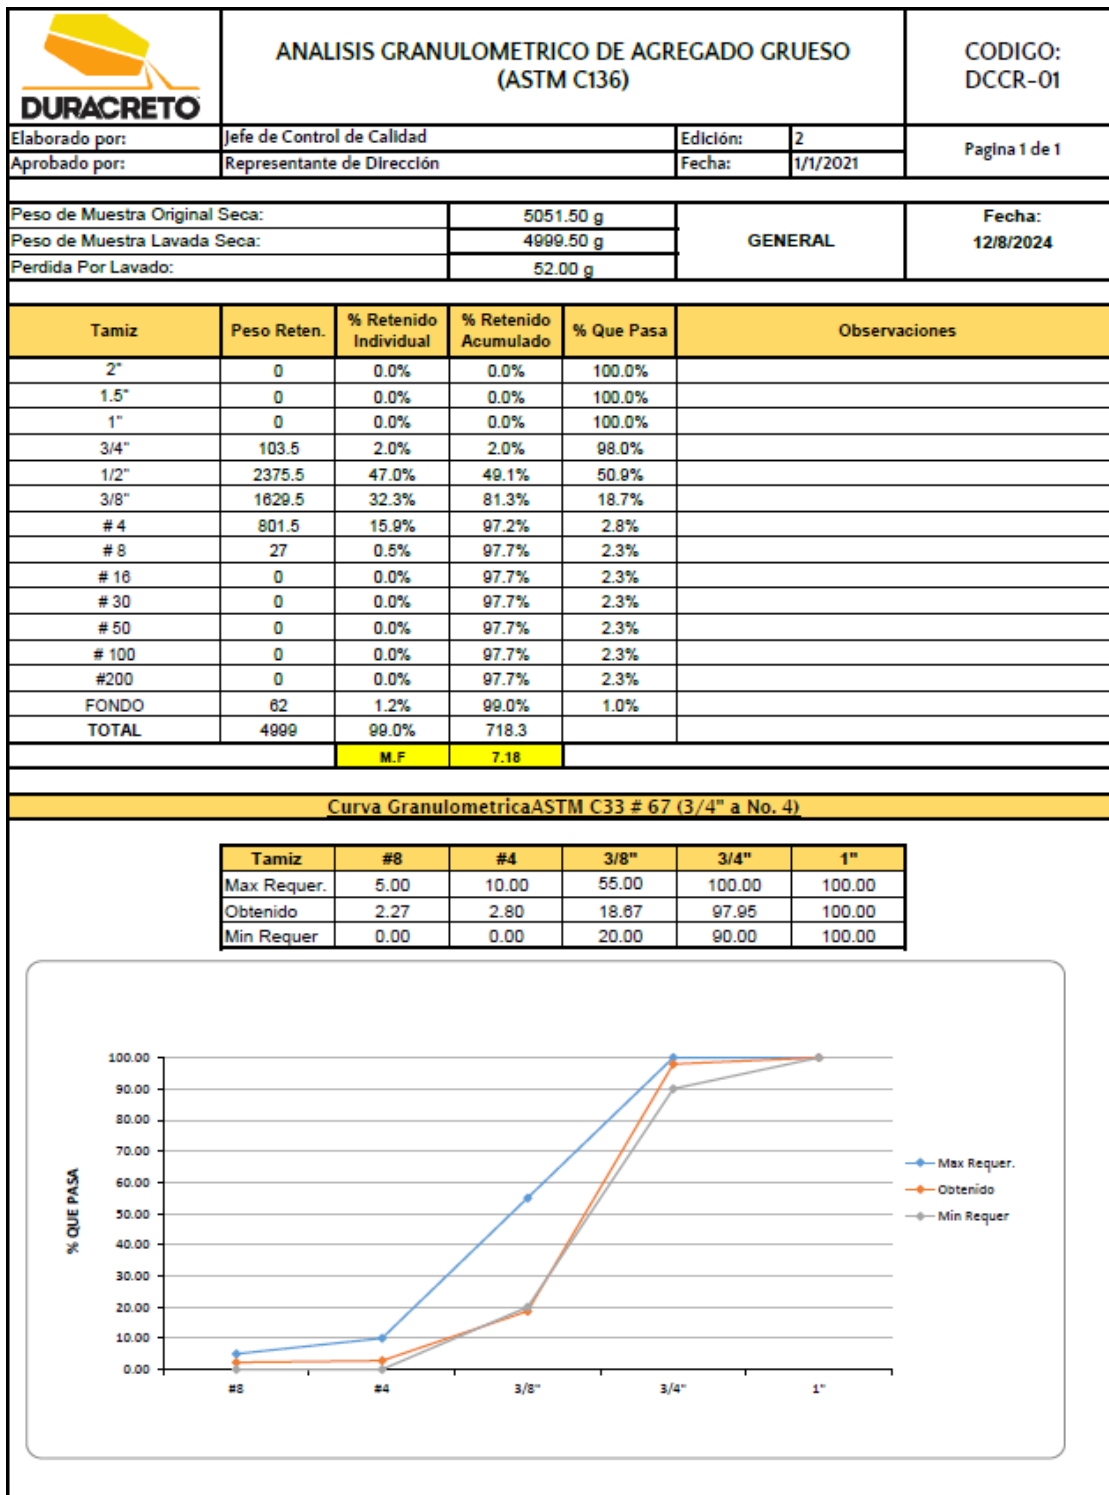 DURACRETO
ANALISIS GRANULOMETRICO DE AGREGADO GRUESO
(ASTM C136)
CODIGO:
DCCR-01
Elaborado por: Jefe de Control de Calidad Edición: 2
Aprobado por: Representante de Dirección Fecha: 1/1/2021
Pagina 1 de 1
Peso de Muestra Original Seca: 5051.50 g
Peso de Muestra Lavada Seca: 4999.50 g
Perdida Por Lavado: 52.00 g
GENERAL
Fecha:
12/8/2024
Tamiz Peso Reten. % Retenido Individual % Retenido Acumulado % Que Pasa Observaciones
2" 0 0.0% 0.0% 100.0%
1.5" 0 0.0% 0.0% 100.0%
1" 0 0.0% 0.0% 100.0%
3/4" 103.5 2.0% 2.0% 98.0%
1/2" 2375.5 47.0% 49.1% 50.9%
3/8" 1629.5 32.3% 81.3% 18.7%
# 4 801.5 15.9% 97.2% 2.8%
# 8 27 0.5% 97.7% 2.3%
# 16 0 0.0% 97.7% 2.3%
# 30 0 0.0% 97.7% 2.3%
# 50 0 0.0% 97.7% 2.3%
# 100 0 0.0% 97.7% 2.3%
#200 0 0.0% 97.7% 2.3%
FONDO 62 1.2% 99.0% 1.0%
TOTAL 4999 99.0% 718.3
M.F 7.18
Curva GranulometricaASTM C33 # 67 (3/4" a No. 4)
Tamiz #8 #4 3/8" 3/4" 1"
Max Requer. 5.00 10.00 55.00 100.00 100.00
Obtenido 2.27 2.80 18.67 97.95 100.00
Min Requer 0.00 0.00 20.00 90.00 100.00
% QUE PASA
100.00
90.00
80.00
70.00
60.00
50.00
40.00
30.00
20.00
10.00
0.00
#8 #4 3/8" 3/4" 1"
Max Requer.
Obtenido
Min Requer